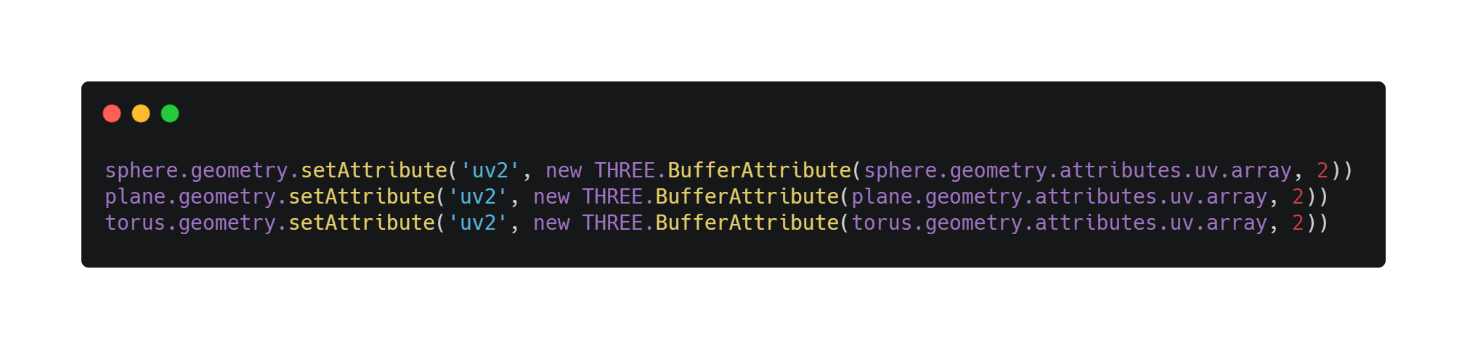 sphere.geometry.setAttribute('uv2', new THREE.BufferAttribute(sphere.geometry.attributes.uv.array, 2))
plane.geometry.setAttribute('uv2', new THREE.BufferAttribute(plane.geometry.attributes.uv.array, 2))
torus.geometry.setAttribute('uv2', new THREE.BufferAttribute(torus.geometry.attributes.uv.array, 2))